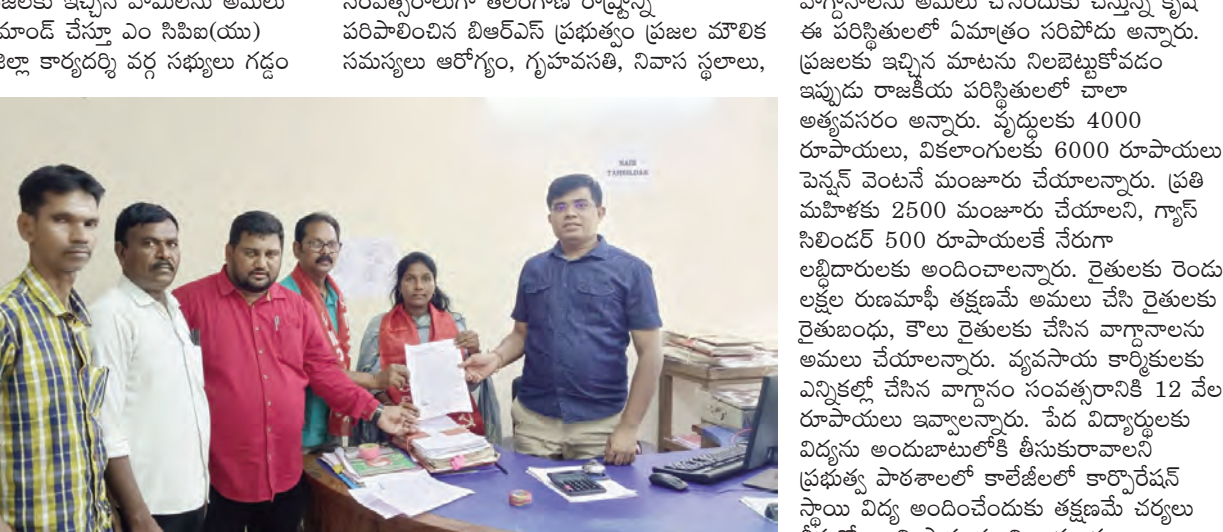 జలకు ఇచ్చిన హామీలను అమలు
మాండ్ చేస్తూ ఎం సిపిఐ(యు)
జిల్లా కార్యదర్శి వర్గ సభ్యులు గడ్డం
సంవత్సరాలుగా తెలంగాణ రాష్ట్రాన్ని
పరిపాలించిన బిఆర్ఎస్ ప్రభుత్వం ప్రజల మౌలిక
సమస్యలు ఆరోగ్యం, గృహవసతి, నివాస స్థలాలు,
NAIB
TAHSILDAR
వాగ్దానాలను అమలు చేసేందుకు చేస్తున్న కృషి
ఈ పరిస్థితులలో ఏమాత్రం సరిపోదు అన్నారు.
ప్రజలకు ఇచ్చిన మాటను నిలబెట్టుకోవడం
ఇప్పుడు రాజకీయ పరిస్థితులలో చాలా
అత్యవసరం అన్నారు. వృద్ధులకు 4000
రూపాయలు, వికలాంగులకు 6000 రూపాయలు
పెన్షన్ వెంటనే మంజూరు చేయాలన్నారు. ప్రతి
మహిళకు 2500 మంజూరు చేయాలని, గ్యాస్
సిలిండర్ 500 రూపాయలకే నేరుగా
లబ్ధిదారులకు అందించాలన్నారు. రైతులకు రెండు
లక్షల రుణమాఫీ తక్షణమే అమలు చేసి రైతులకు
రైతుబంధు, కౌలు రైతులకు చేసిన వాగ్దానాలను
అమలు చేయాలన్నారు. వ్యవసాయ కార్మికులకు
ఎన్నికల్లో చేసిన వాగ్దానం సంవత్సరానికి 12 వేల
రూపాయలు ఇవ్వాలన్నారు. పేద విద్యార్థులకు
విద్యను అందుబాటులోకి తీసుకురావాలని
ప్రభుత్వ పాఠశాలలో కాలేజీలలో కార్పొరేషన్
స్థాయి విద్య అందించేందుకు తక్షణమే చర్యలు